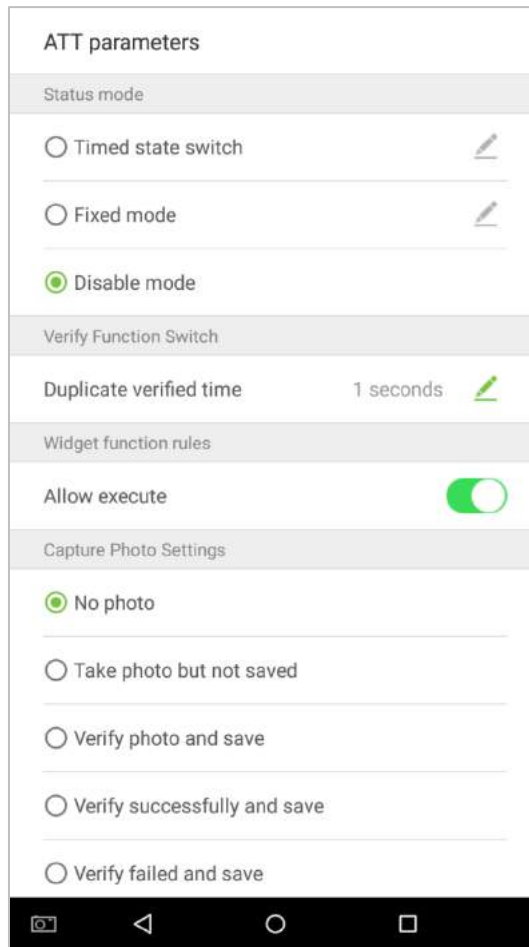 ATT parameters
Status mode
Timed state switch
Fixed mode
Disable mode
Verify Function Switch
Duplicate verified time 1 seconds
Widget function rules
Allow execute
Capture Photo Settings
No photo
Take photo but not saved
Verify photo and save
Verify successfully and save
Verify failed and save